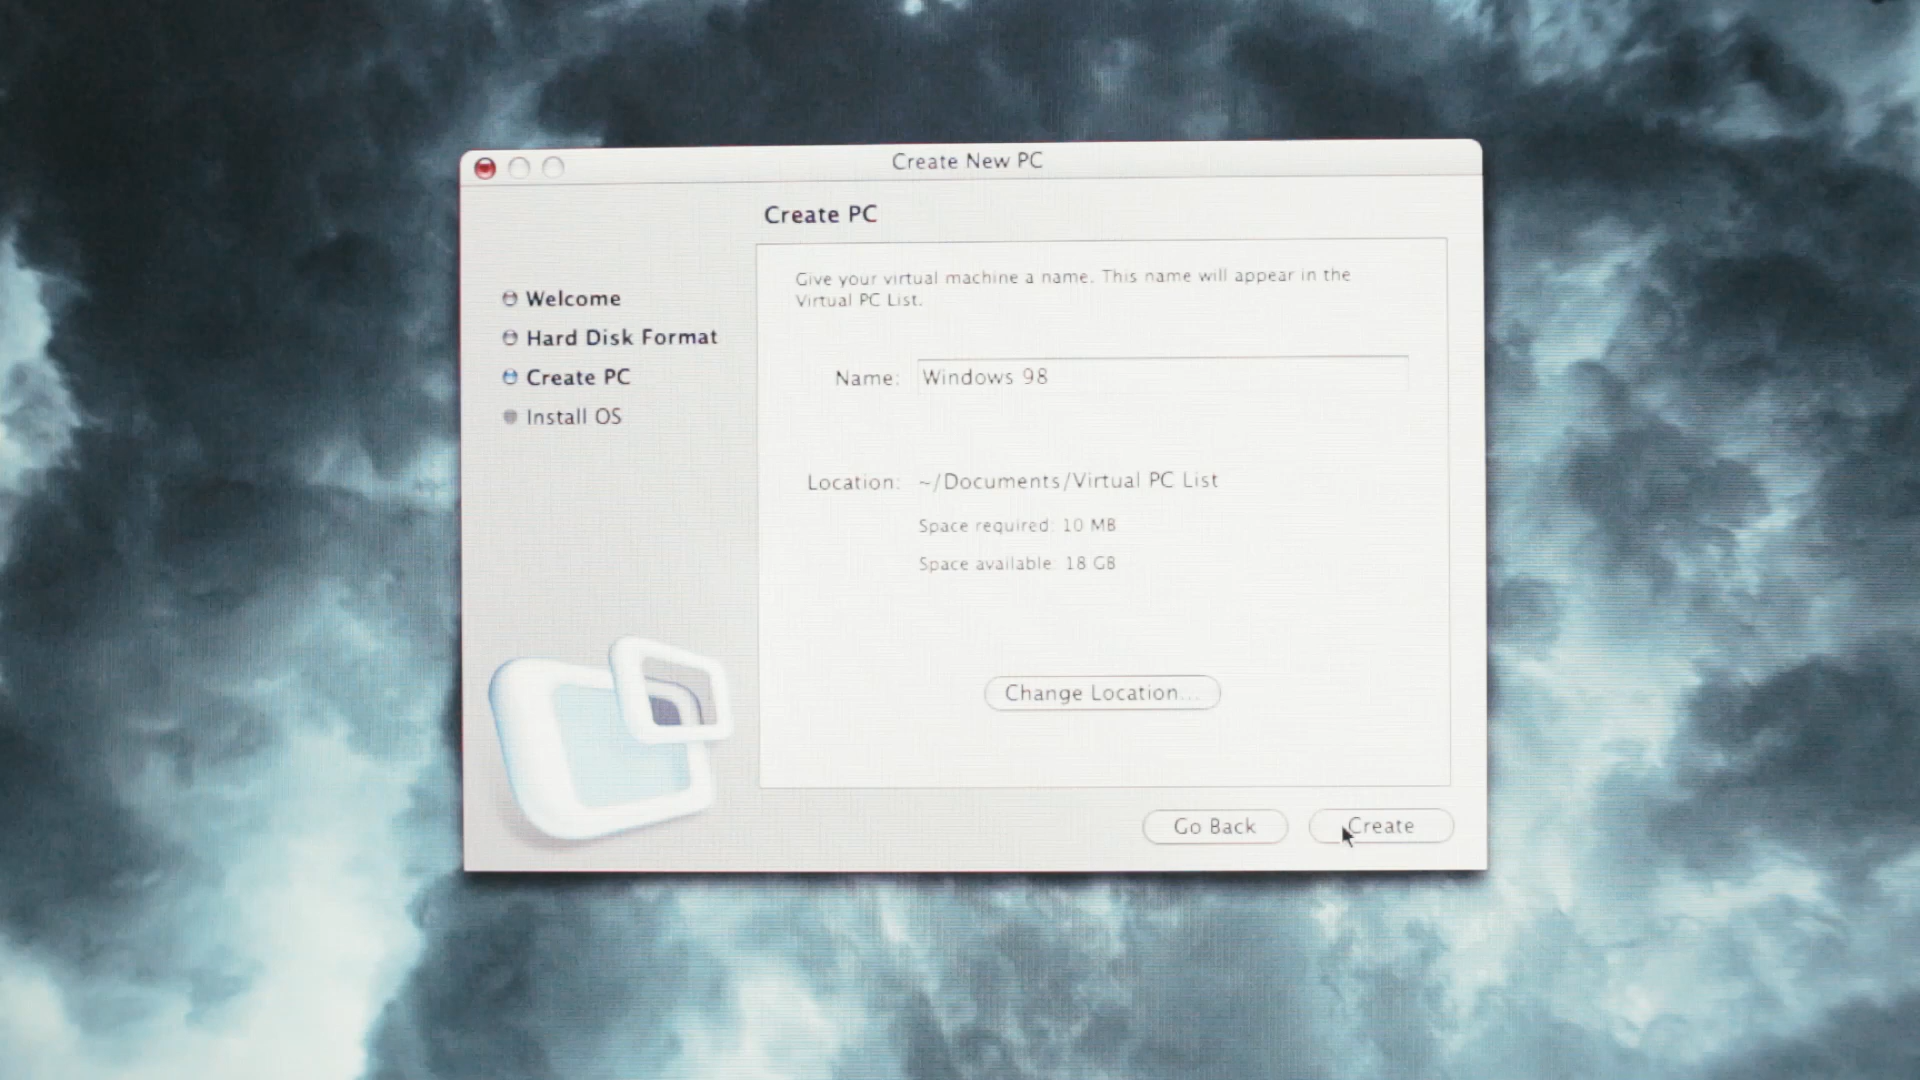 Create New PC
Create PC
Welcome
Hard Disk Format
Create PC
Install OS
Give your virtual machine a name. This name will appear in the
Virtual PC List.
Name: Windows 98
Location: ~/Documents/Virtual PC List
Space required: 10 MB
Space available: 18 GB
Change Location...
Go Back
Create